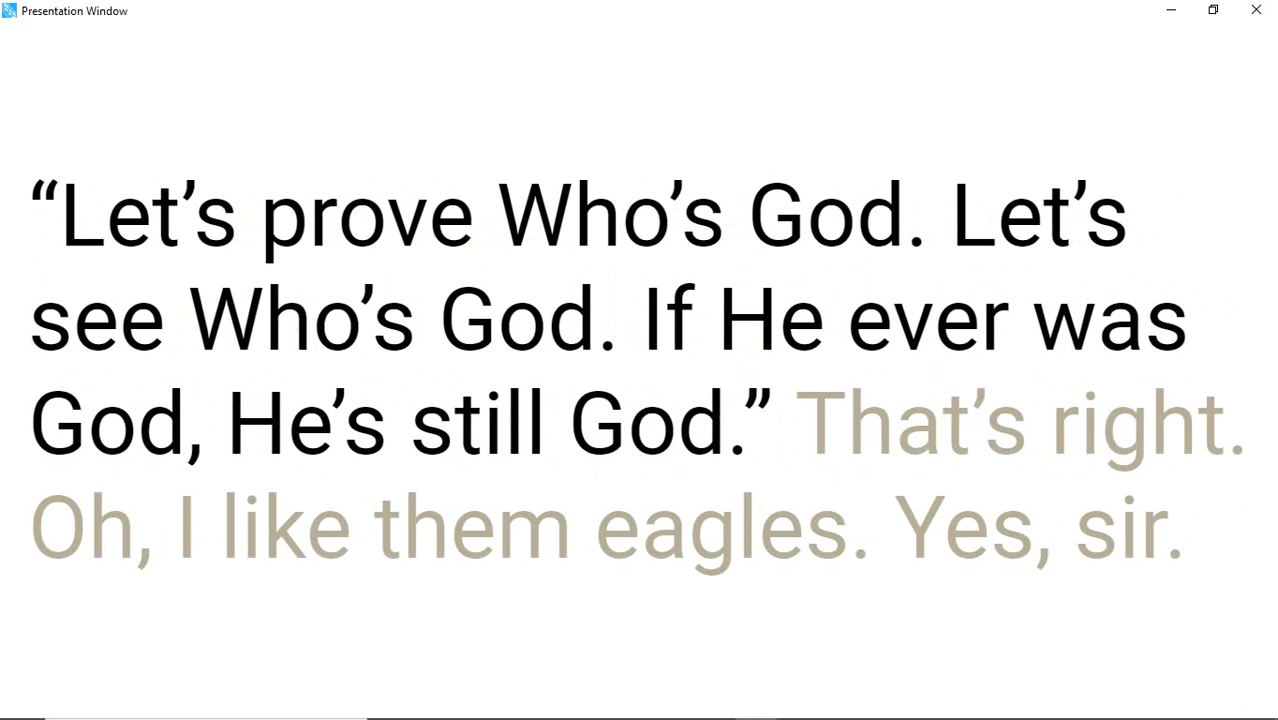 Presentation Window
“Let’s prove Who’s God. Let’s
see Who’s God. If He ever was
God, He’s still God.” That’s right.
Oh, I like them eagles. Yes, sir.